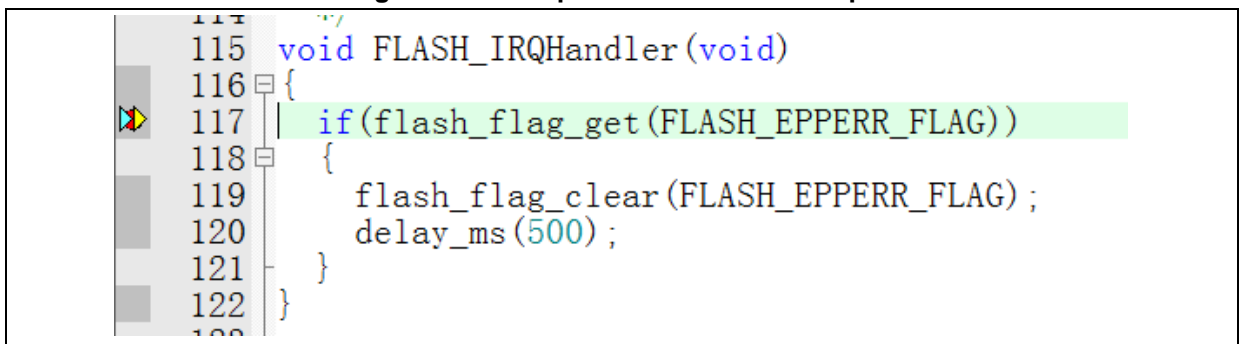 115 void FLASH_IRQHandler(void)
116 {
117 if(flash_flag_get(FLASH_EPPERR_FLAG))
118 {
119 flash_flag_clear(FLASH_EPPERR_FLAG);
120 delay_ms(500);
121 }
122 }